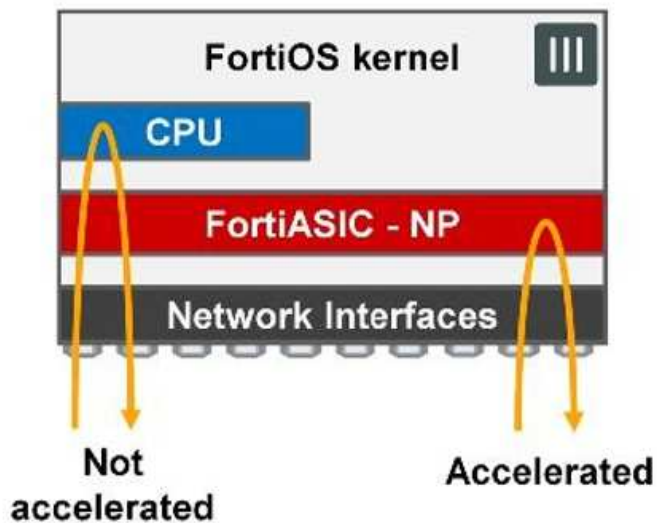 FortiOS kernel
CPU
FortiASIC - NP
Network Interfaces
Not
accelerated
Accelerated